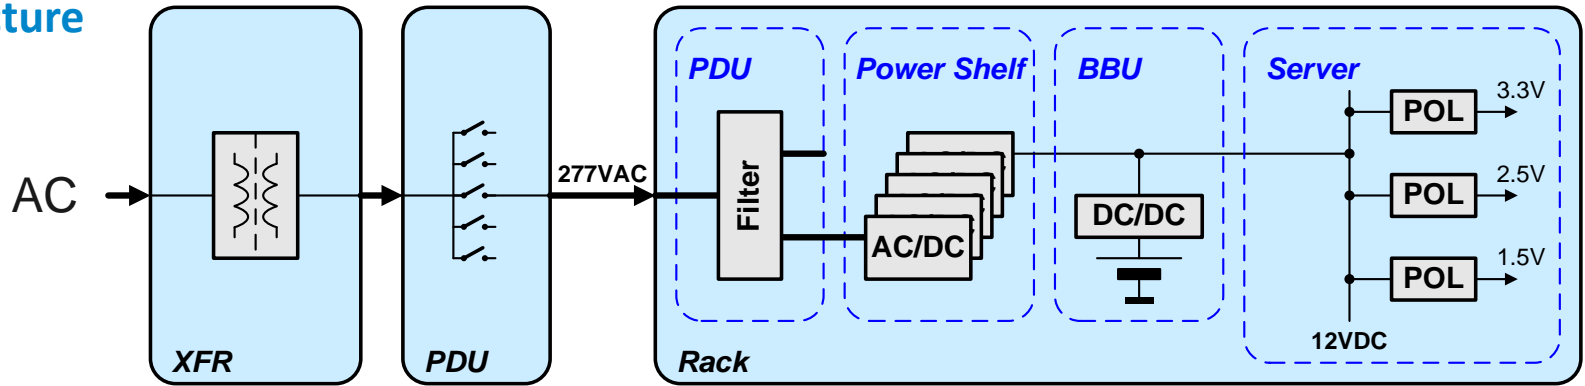 cture
AC
XFR
PDU
277VAC
Rack
PDU
Filter
Power Shelf
AC/DC
BBU
DC/DC
Server
POL
3.3V
POL
2.5V
POL
1.5V
12VDC